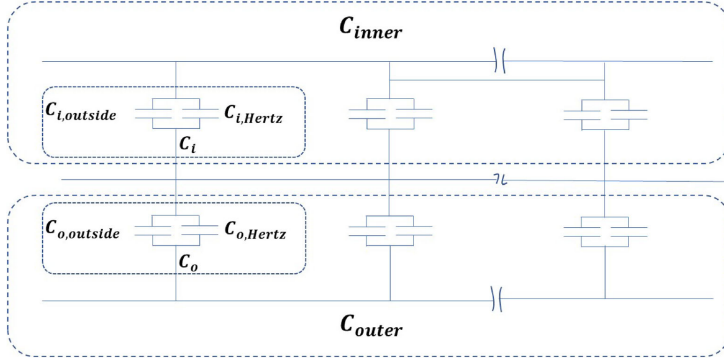 C_inner
C_i,outside
C_i,Hertz
C_i
C_o,outside
C_o,Hertz
C_o
C_outer